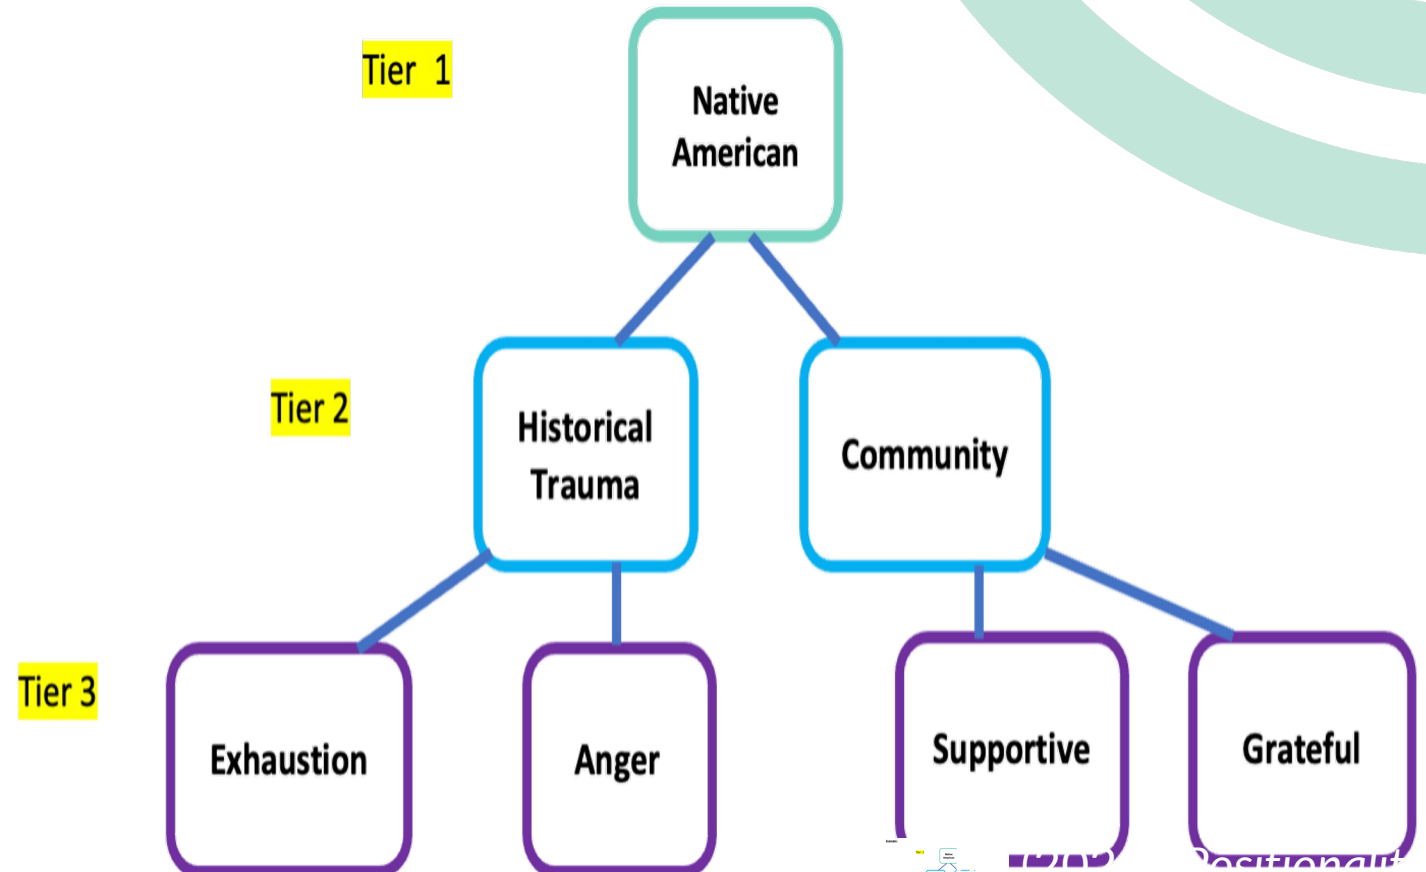 Tier 1
Native
American
Tier 2
Historical
Trauma
Community
Tier 3
Exhaustion
Anger
Supportive
Grateful